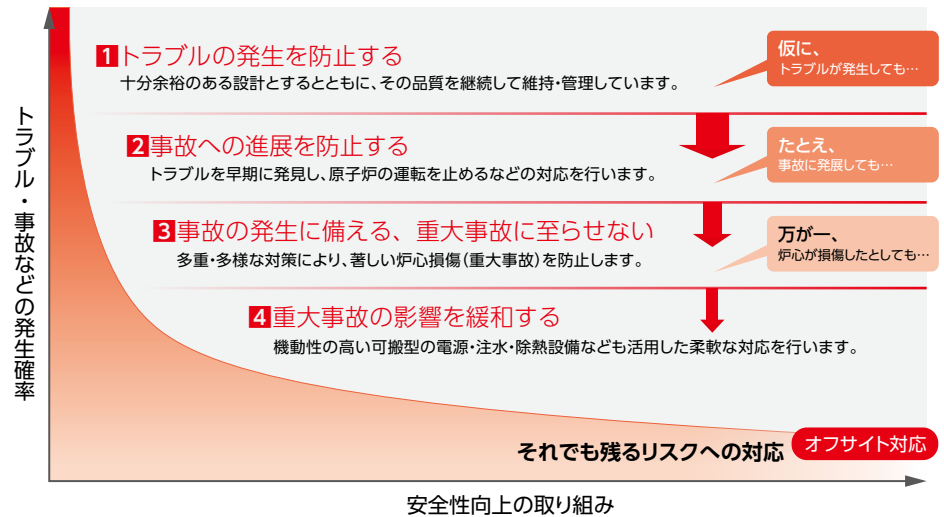 トラブル・事故などの発生確率
1トラブルの発生を防止する
十分余裕のある設計とするとともに、その品質を継続して維持・管理しています。
仮に、
トラブルが発生しても…
2事故への進展を防止する
トラブルを早期に発見し、原子炉の運転を止めるなどの対応を行います。
たとえ、
事故に発展しても…
3事故の発生に備える、重大事故に至らせない
多重・多様な対策により、著しい炉心損傷(重大事故)を防止します。
万が一、
炉心が損傷したとしても…
4重大事故の影響を緩和する
機動性の高い可搬型の電源・注水・除熱設備なども活用した柔軟な対応を行います。
それでも残るリスクへの対応
オフサイト対応
安全性向上の取り組み